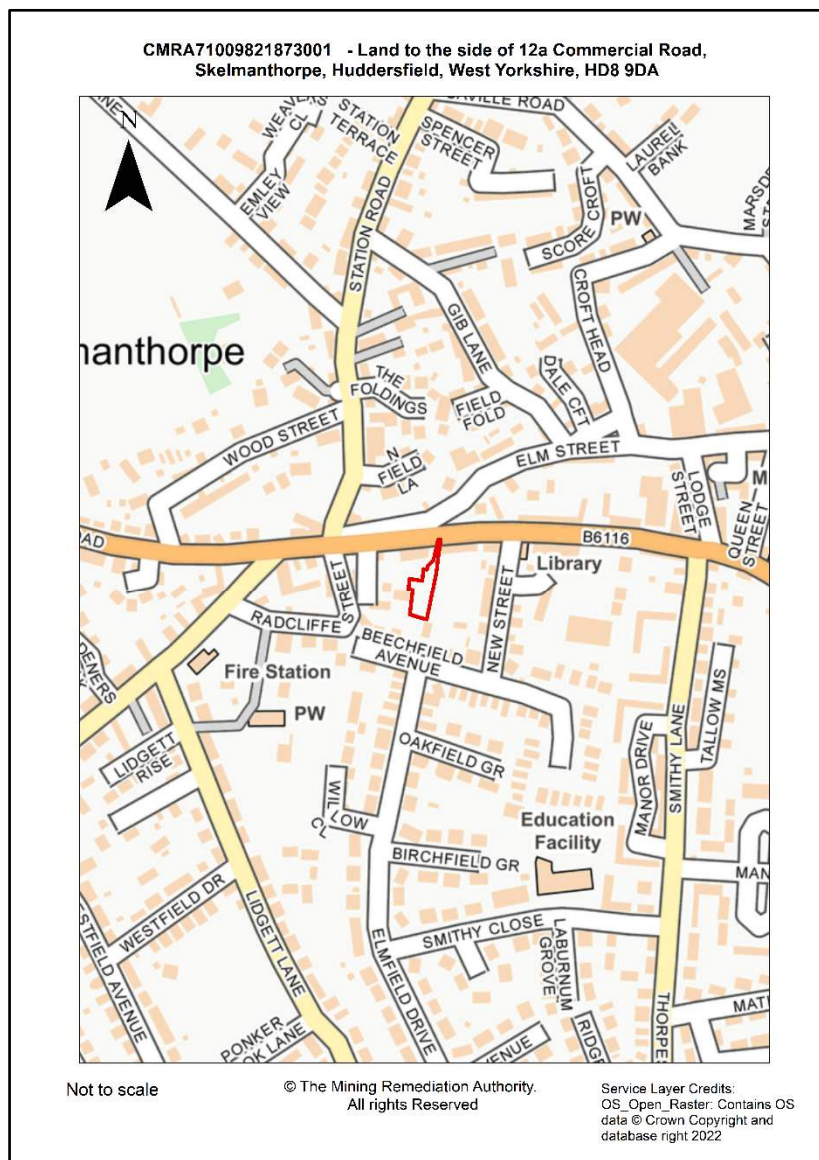 CMRA71009821873001 - Land to the side of 12a Commercial Road,
Skelmanthorpe, Huddersfield, West Yorkshire, HD8 9DA
N
WEAVERS
CL
STATION
TERRACE
SPENCER
STREET
LAUREL
BANK
EMLEY
VIEW
STATION ROAD
SCORE CROFT
PW
GIB LANE
CROFT HEAD
manthorpe
THE
FOLDINGS
FIELD
FOLD
DALE CFT
WOOD STREET
N
FIELD
LA
ELM STREET
LODGE
STREET
QUEEN
STREET
B6116
Library
NEW STREET
RADCLIFFE
STREET
BEECHFIELD
AVENUE
Fire Station
PW
LIDGETT
RISE
OAKFIELD GR
MANOR DRIVE
SMITHY LANE
TALLOW MS
WIL
LOW
CL
Education
Facility
BIRCHFIELD GR
WESTFIELD DR
LIDGETT LANE
SMITHY CLOSE
LABURNUM
GROVE
ELMFIELD DRIVE
Not to scale
© The Mining Remediation Authority.
All rights Reserved
Service Layer Credits:
OS_Open_Raster: Contains OS
data © Crown Copyright and
database right 2022